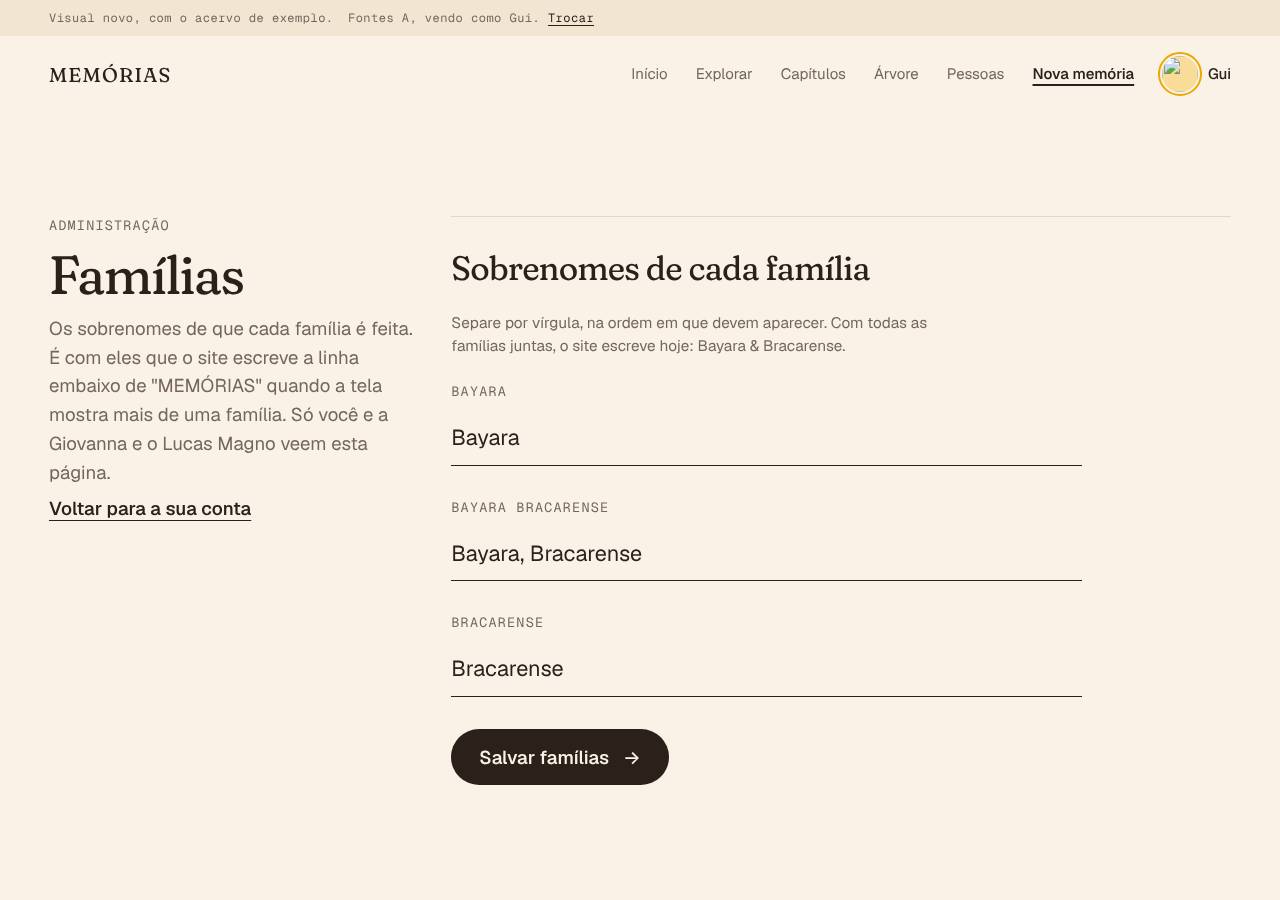 Visual novo, com o acervo de exemplo. Fontes A, vendo como Gui. Trocar
MEMÓRIAS
Início Explorar Capítulos Árvore Pessoas Nova memória Gui
ADMINISTRAÇÃO
Famílias
Os sobrenomes de que cada família é feita.
É com eles que o site escreve a linha
embaixo de "MEMÓRIAS" quando a tela
mostra mais de uma família. Só você e a
Giovanna e o Lucas Magno veem esta
página.
Voltar para a sua conta
Sobrenomes de cada família
Separe por vírgula, na ordem em que devem aparecer. Com todas as
famílias juntas, o site escreve hoje: Bayara & Bracarense.
BAYARA
Bayara
BAYARA BRACARENSE
Bayara, Bracarense
BRACARENSE
Bracarense
Salvar famílias →